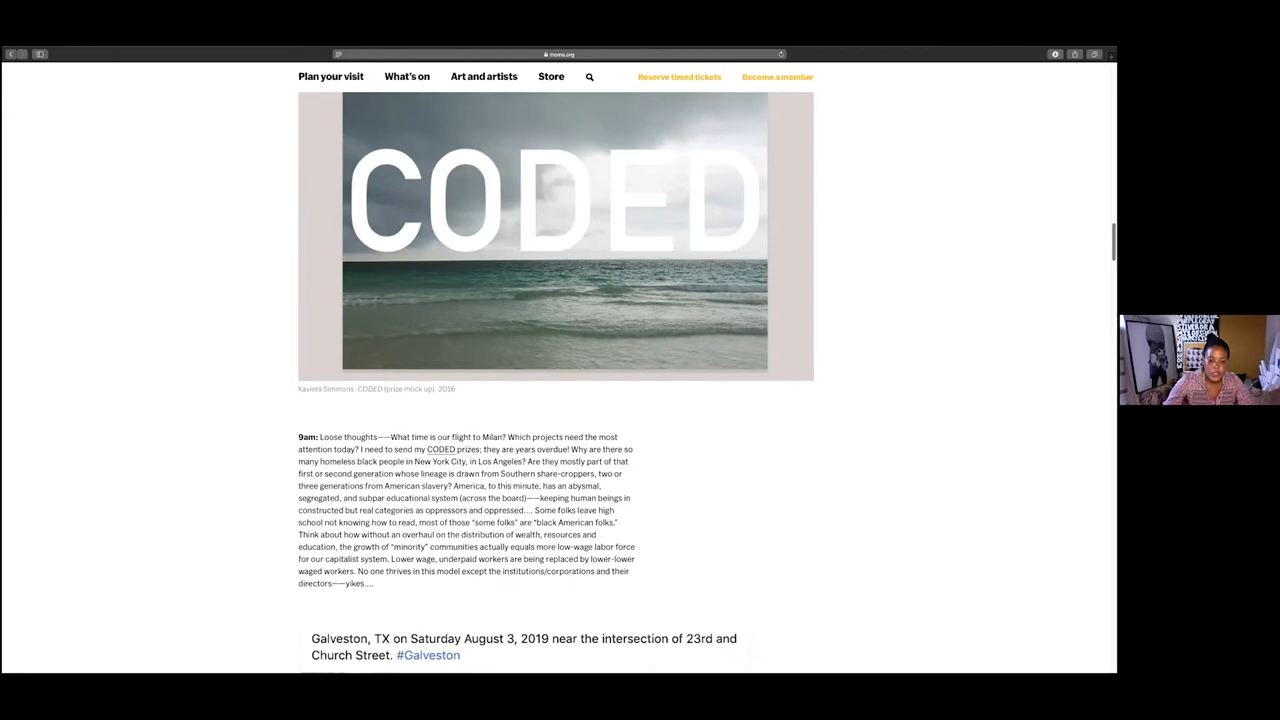 moma.org
Plan your visit
What's on
Art and artists
Store
Reserve timed tickets
Become a member
CODED
Xaviera Simmons. CODED (prize mock up). 2016
9am: Loose thoughts——What time is our flight to Milan? Which projects need the most
attention today? I need to send my CODED prizes; they are years overdue! Why are there so
many homeless black people in New York City, in Los Angeles? Are they mostly part of that
first or second generation whose lineage is drawn from Southern share-croppers, two or
three generations from American slavery? America, to this minute, has an abysmal,
segregated, and subpar educational system (across the board)——keeping human beings in
constructed but real categories as oppressors and oppressed.... Some folks leave high
school not knowing how to read, most of those “some folks” are “black American folks.”
Think about how without an overhaul on the distribution of wealth, resources and
education, the growth of “minority” communities actually equals more low-wage labor force
for our capitalist system. Lower wage, underpaid workers are being replaced by lower-lower
waged workers. No one thrives in this model except the institutions/corporations and their
directors——yikes....
Galveston, TX on Saturday August 3, 2019 near the intersection of 23rd and
Church Street. #Galveston